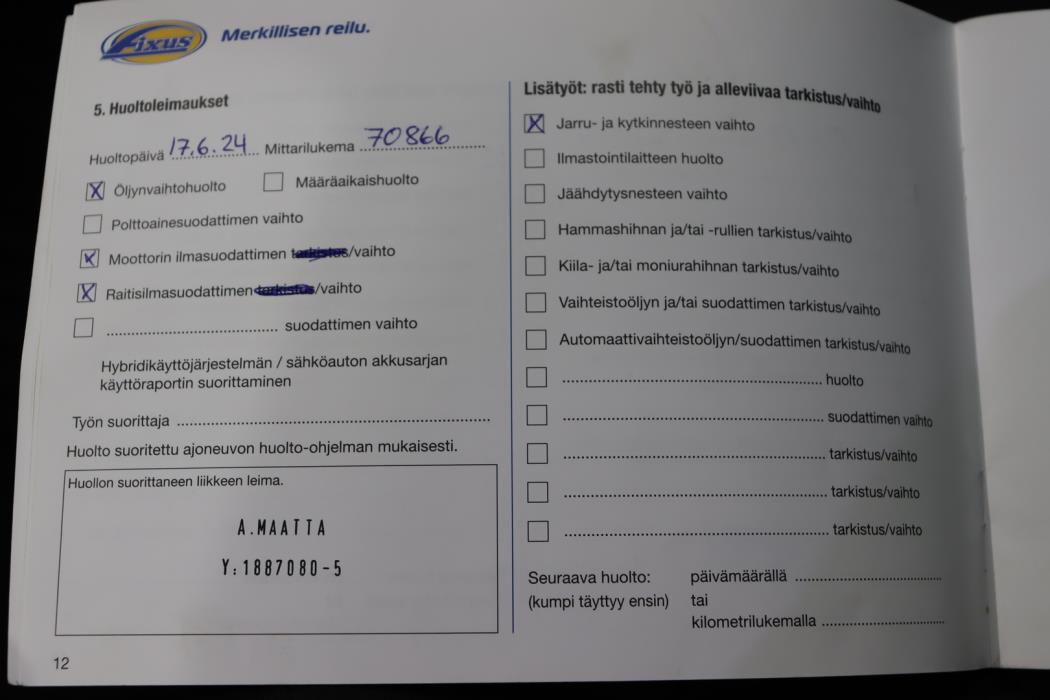 Fixus Merkillisen reilu.
5. Huoltoleimaukset
Huoltopäivä 17.6.24 Mittarilukema 70866
X Öljynvaihtohuolto Määräaikaishuolto
Polttoainesuodattimen vaihto
X Moottorin ilmasuodattimen tarkistus/vaihto
X Raitisilmasuodattimen tarkistus/vaihto
................................ suodattimen vaihto
Hybridikäyttöjärjestelmän / sähköauton akkusarjan
käyttöraportin suorittaminen
Työn suorittaja ................................
Huolto suoritettu ajoneuvon huolto-ohjelman mukaisesti.
Huollon suorittaneen liikkeen leima.
A.MAATTA
Y:1887080-5
12
Lisätyöt: rasti tehty työ ja alleviivaa tarkistus/vaihto
X Jarru- ja kytkinnesteen vaihto
Ilmastointilaitteen huolto
Jäähdytysnesteen vaihto
Hammashihnan ja/tai -rullien tarkistus/vaihto
Kiila- ja/tai moniurahihnan tarkistus/vaihto
Vaihteistoöljyn ja/tai suodattimen tarkistus/vaihto
Automaattivaihteistoöljyn/suodattimen tarkistus/vaihto
................................ huolto
................................ suodattimen vaihto
................................ tarkistus/vaihto
................................ tarkistus/vaihto
................................ tarkistus/vaihto
Seuraava huolto: päivämäärällä ................................
(kumpi täyttyy ensin) tai
kilometrilukemalla ................................